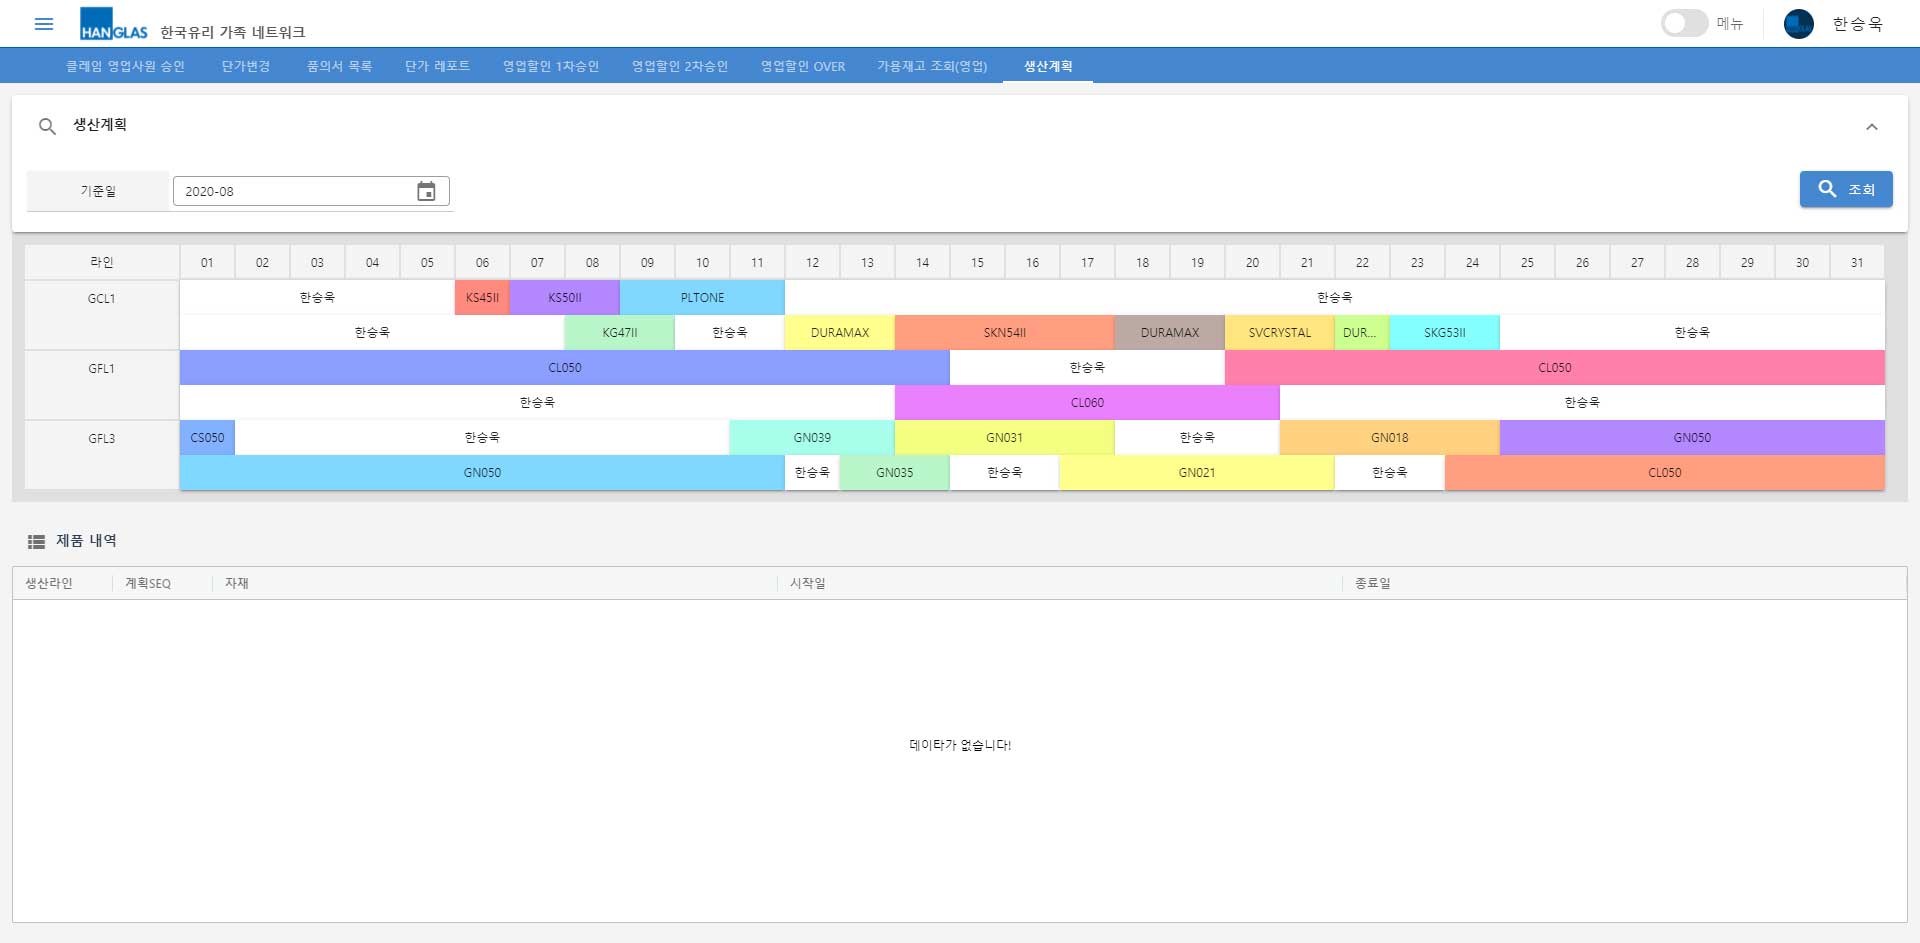 HANGLAS 한국유리 가족 네트워크 메뉴 한승욱
클레임 영업사원 승인 단가변경 품의서 목록 단가 레포트 영업할인 1차승인 영업할인 2차승인 영업할인 OVER 가용재고 조회(영업) 생산계획
생산계획
기준일 2020-08 조회
라인 01 02 03 04 05 06 07 08 09 10 11 12 13 14 15 16 17 18 19 20 21 22 23 24 25 26 27 28 29 30 31
GCL1 한승욱 KS45II KS50II PLTONE 한승욱
한승욱 KG47II 한승욱 DURAMAX SKN54II DURAMAX SVCRYSTAL DUR... SKG53II 한승욱
GFL1 CL050 한승욱 CL050
한승욱 CL060 한승욱
GFL3 CS050 한승욱 GN039 GN031 한승욱 GN018 GN050
GN050 한승욱 GN035 한승욱 GN021 한승욱 CL050
제품 내역
생산라인 계획SEQ 자재 시작일 종료일
데이타가 없습니다!